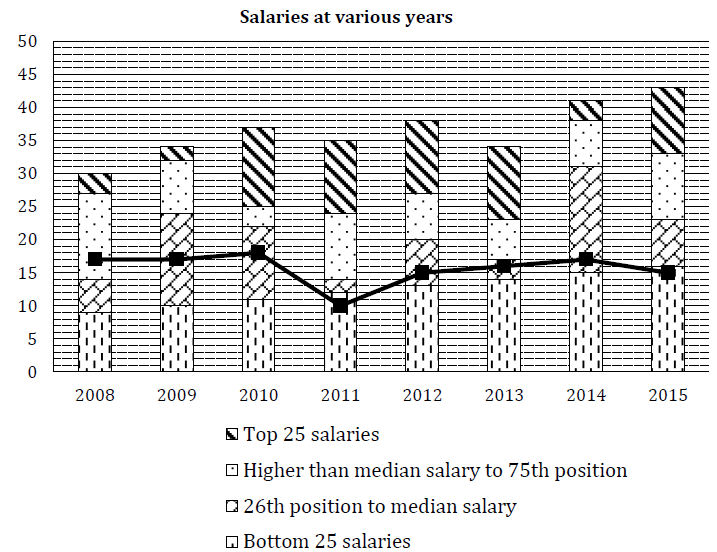 Salaries at various years
50
45
40
35
30
25
20
15
10
5
0
2008 2009 2010 2011 2012 2013 2014 2015
Top 25 salaries
Higher than median salary to 75th position
26th position to median salary
Bottom 25 salaries